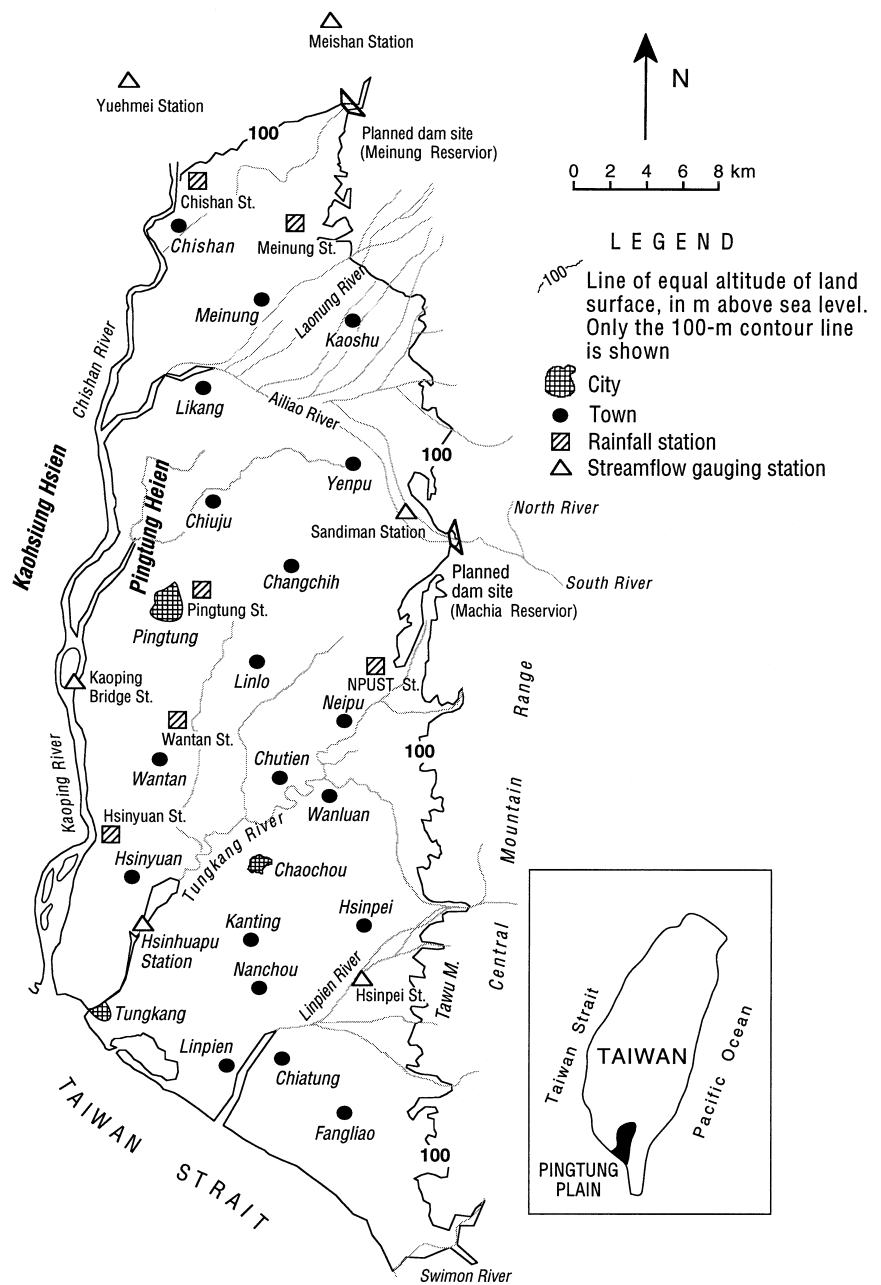 Meishan Station
Yuehmei Station
N
100
Planned dam site
(Meinung Reservior)
0 2 4 6 8 km
Chishan St.
Chishan
Meinung St.
LEGEND
100
Line of equal altitude of land
surface, in m above sea level.
Only the 100-m contour line
is shown
City
Town
Rainfall station
Streamflow gauging station
Meinung
Laonung River
Kaoshu
Chishan River
Likang
Ailiao River
100
Kaohsiung Hsien
Pingtung Heien
Yenpu
Chiuju
Sandiman Station
North River
South River
Changchih
Planned
dam site
(Machia Reservior)
Pingtung St.
Pingtung
Linlo
NPUST St.
Kaoping
Bridge St.
Neipu
Wantan St.
Wantan
Chutien
100
Wanluan
Kaoping River
Hsinyuan St.
Hsinyuan
Tungkang River
Chaochou
Central Mountain Range
Hsinpei
Kanting
Hsinhuapu
Station
Nanchou
Linpien River
Hsinpei St.
Tawu M.
Tungkang
Linpien
Chiatung
Fangliao
100
TAIWAN STRAIT
Swimon River
Taiwan Strait
TAIWAN
Pacific Ocean
PINGTUNG
PLAIN